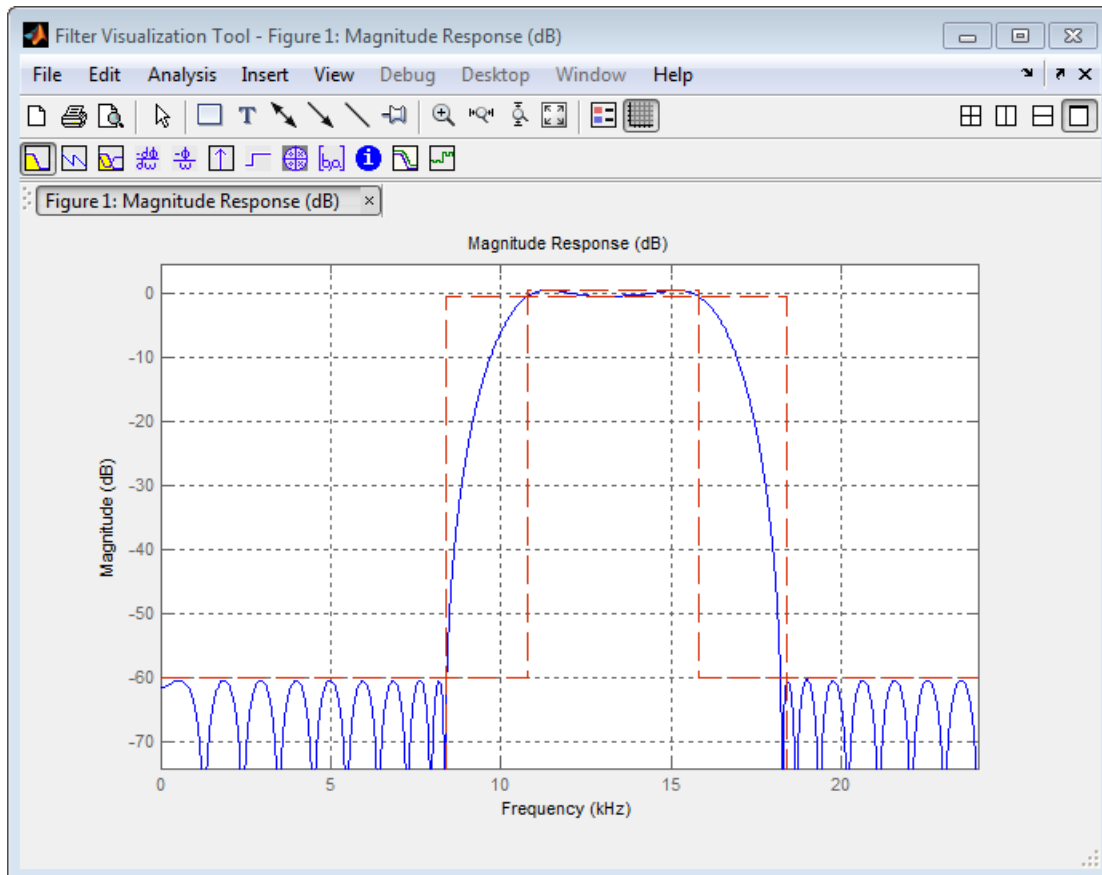 Filter Visualization Tool - Figure 1: Magnitude Response (dB)
File Edit Analysis Insert View Debug Desktop Window Help
T
[b,a]
i
Figure 1: Magnitude Response (dB) ×
Magnitude Response (dB)
0
-10
-20
-30
-40
-50
-60
-70
Magnitude (dB)
0 5 10 15 20
Frequency (kHz)